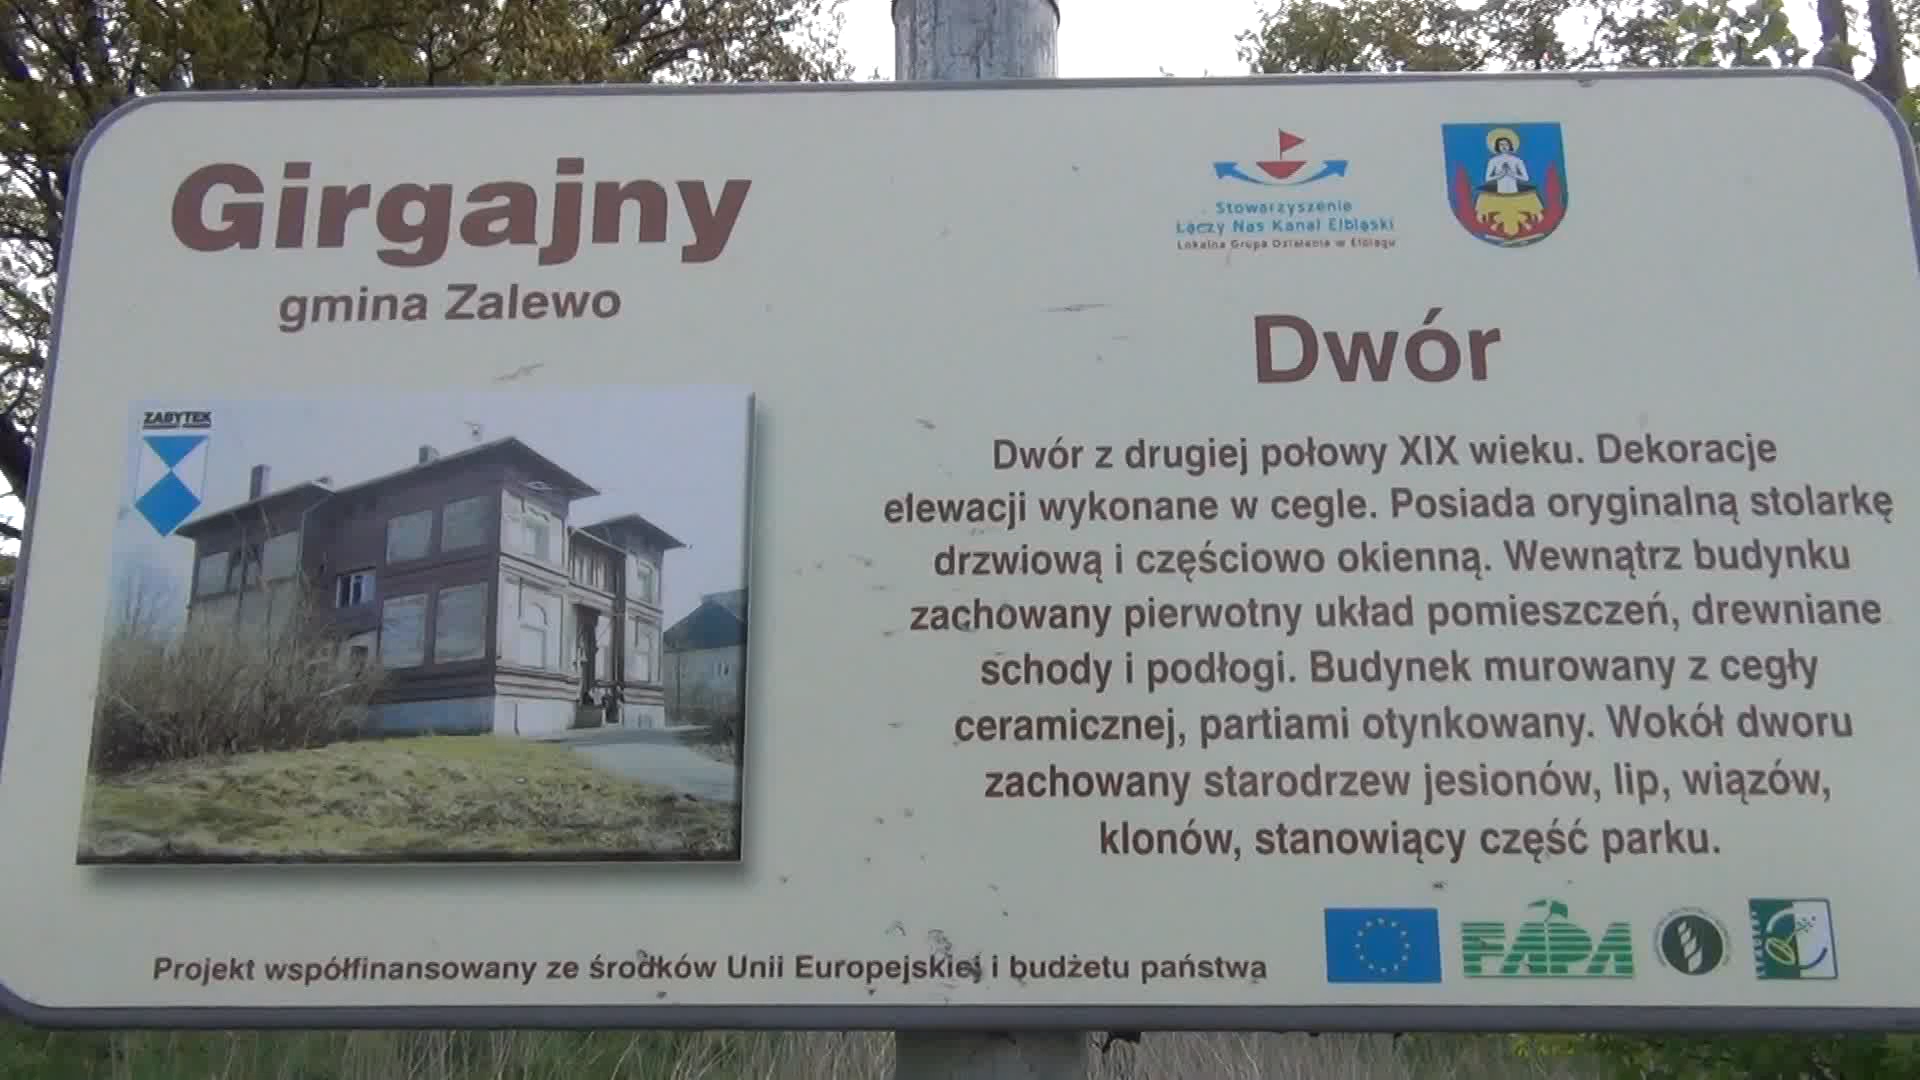 Girgajny
gmina Zalewo
ZABYTEK
Stowarzyszenie
Łączy Nas Kanał Elbląski
Lokalna Grupa Działania w Elblągu
Dwór
Dwór z drugiej połowy XIX wieku. Dekoracje
elewacji wykonane w cegle. Posiada oryginalną stolarkę
drzwiową i częściowo okienną. Wewnątrz budynku
zachowany pierwotny układ pomieszczeń, drewniane
schody i podłogi. Budynek murowany z cegły
ceramicznej, partiami otynkowany. Wokół dworu
zachowany starodrzew jesionów, lip, wiązów,
klonów, stanowiący część parku.
Projekt współfinansowany ze środków Unii Europejskiej i budżetu państwa
FAPA